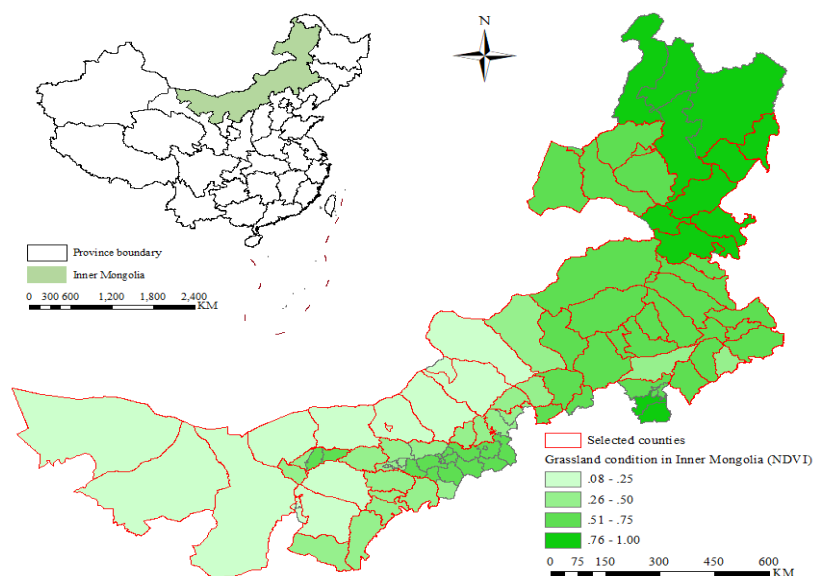 N
Province boundary
Inner Mongolia
0 300 600 1,200 1,800 2,400
KM
Selected counties
Grassland condition in Inner Mongolia (NDVI)
.08 - .25
.26 - .50
.51 - .75
.76 - 1.00
0 75 150 300 450 600
KM